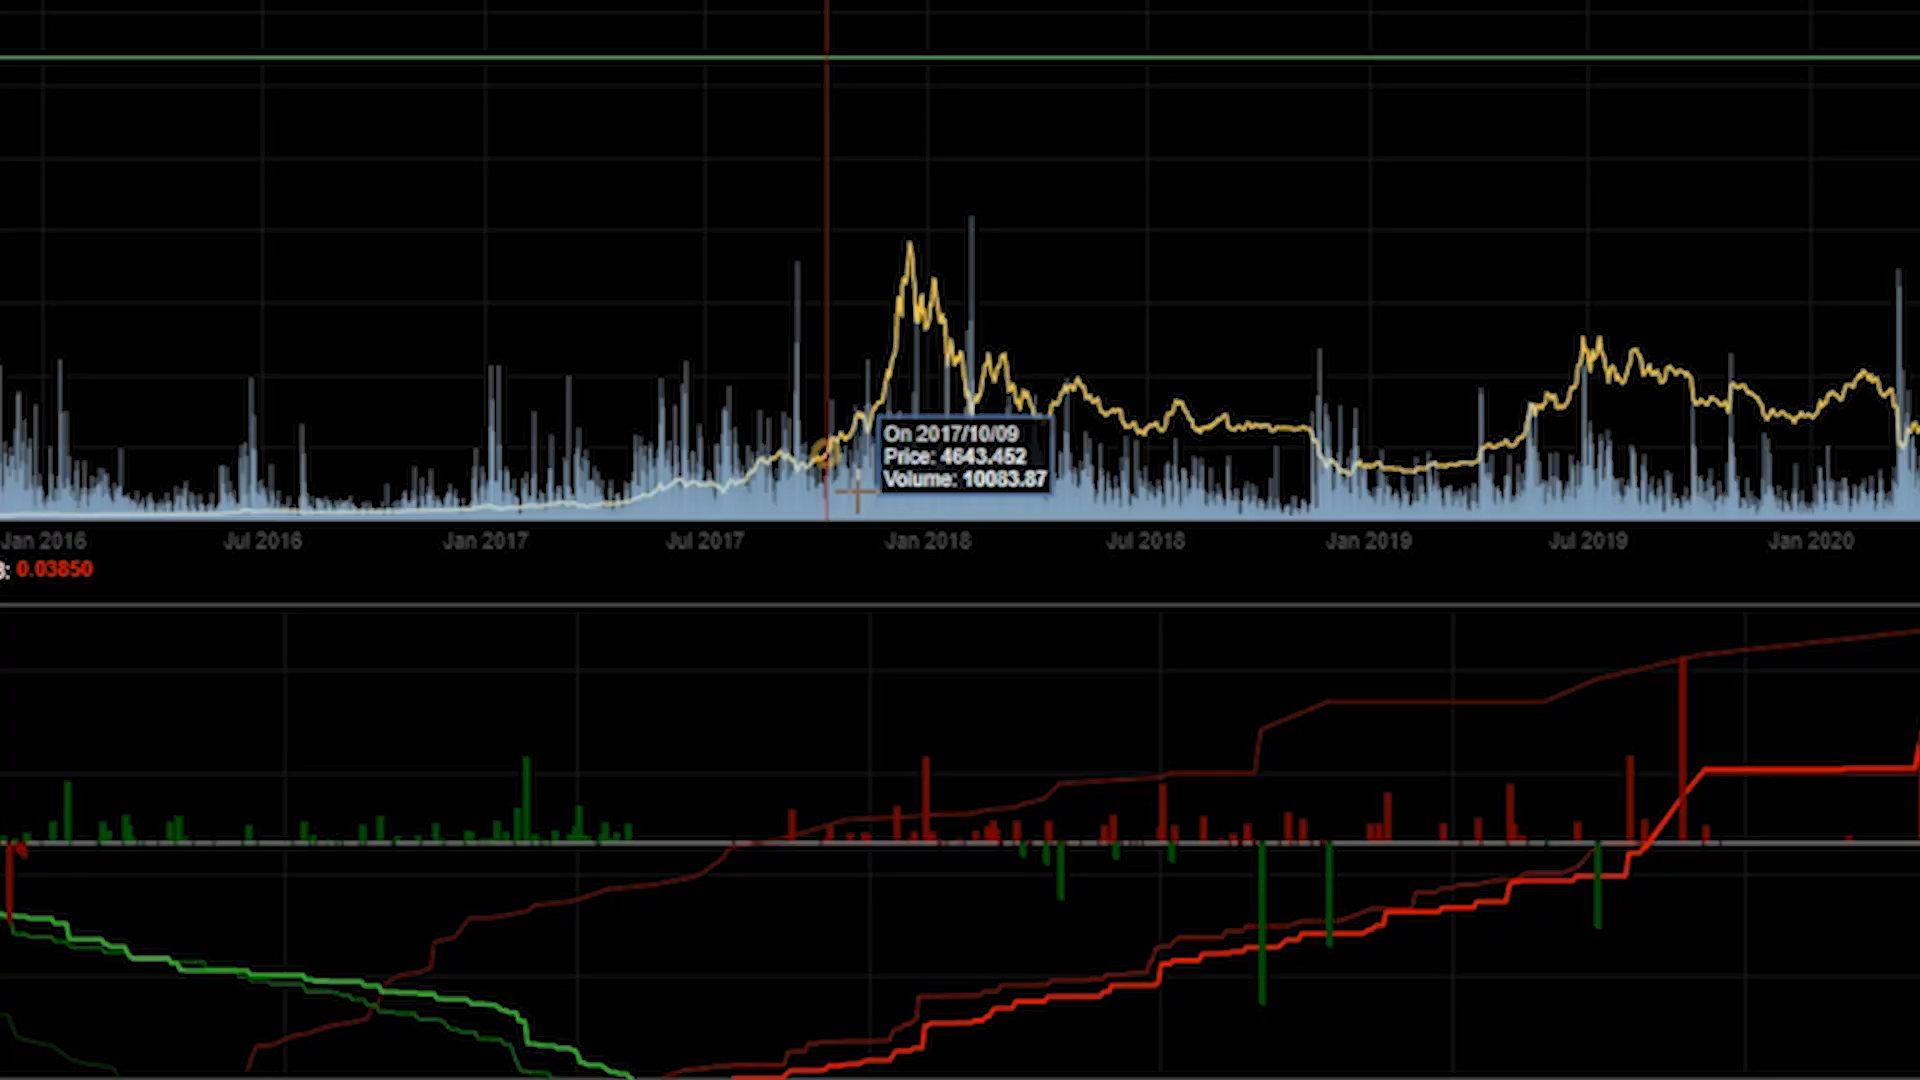 On 2017/10/09
Price: 4643.452
Volume: 10083.87
Jan 2016 Jul 2016 Jan 2017 Jul 2017 Jan 2018 Jul 2018 Jan 2019 Jul 2019 Jan 2020
: 0.03850